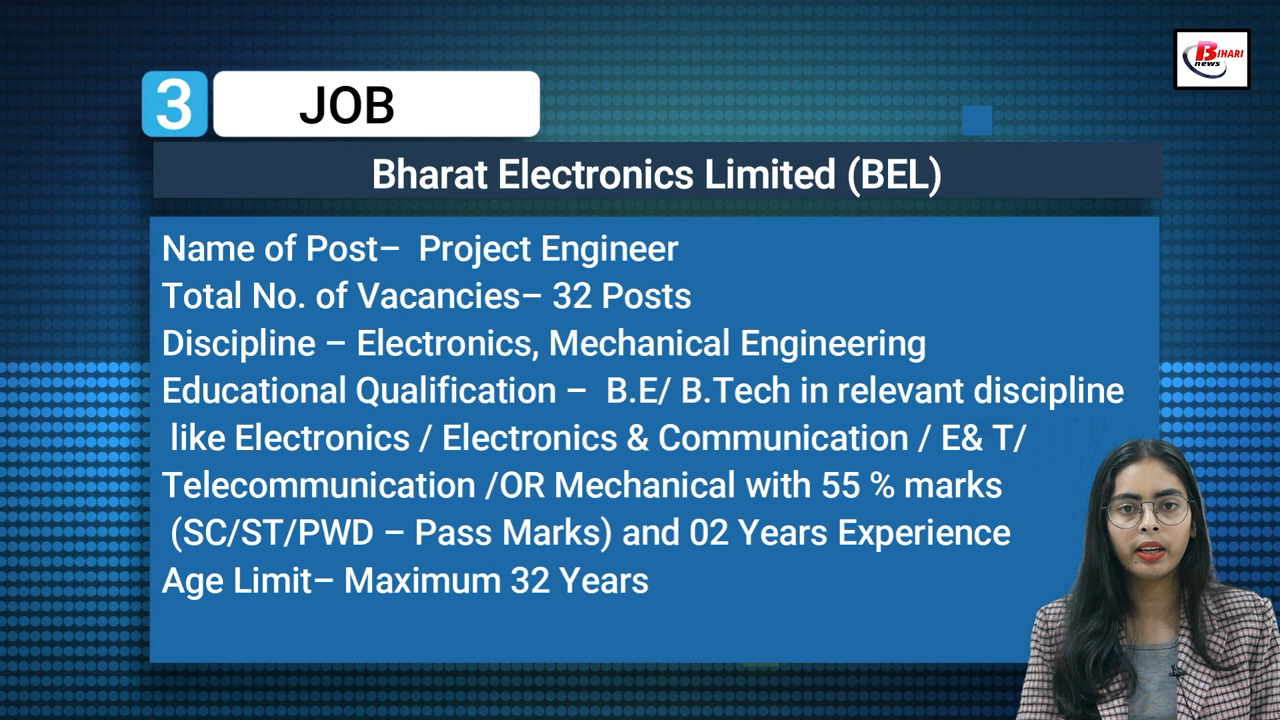 BIHARI
news
3 JOB
Bharat Electronics Limited (BEL)
Name of Post– Project Engineer
Total No. of Vacancies– 32 Posts
Discipline – Electronics, Mechanical Engineering
Educational Qualification – B.E/ B.Tech in relevant discipline
like Electronics / Electronics & Communication / E& T/
Telecommunication /OR Mechanical with 55 % marks
(SC/ST/PWD – Pass Marks) and 02 Years Experience
Age Limit– Maximum 32 Years